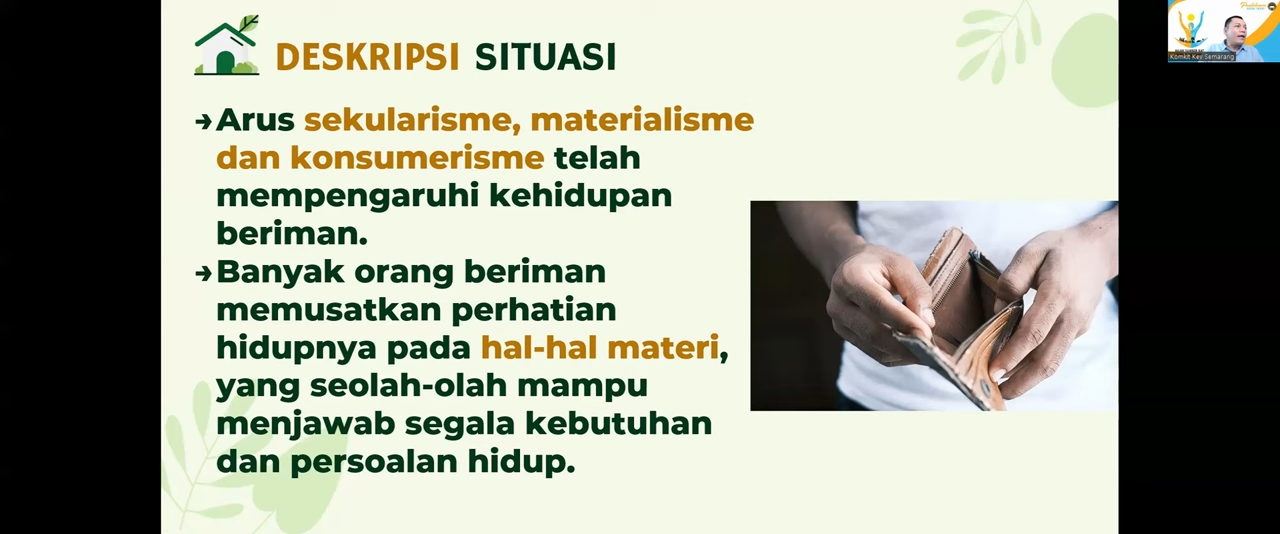 DESKRIPSI SITUASI
→Arus sekularisme, materialisme
dan konsumerisme telah
mempengaruhi kehidupan
beriman.
→Banyak orang beriman
memusatkan perhatian
hidupnya pada hal-hal materi,
yang seolah-olah mampu
menjawab segala kebutuhan
dan persoalan hidup.
Komkit Kev Semarang